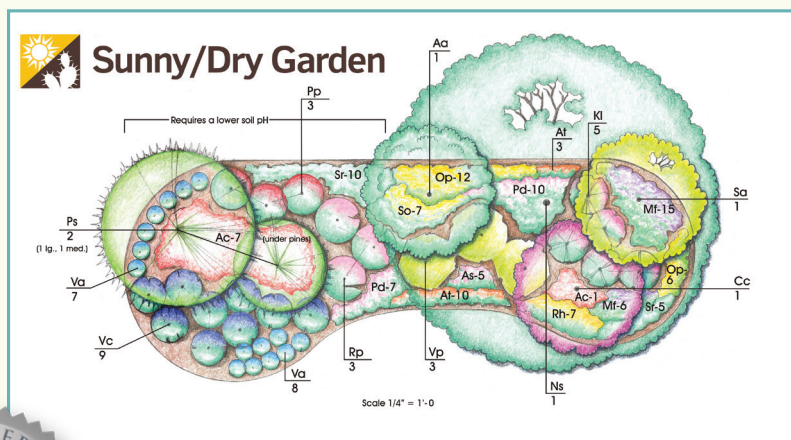 Sunny/Dry Garden
Aa
1
Pp
3
Requires a lower soil pH
Kl
5
At
3
Sr-10
Op-12
Pd-10
So-7
Mf-15
Sa
1
Ps
2
(1 lg., 1 med.)
Ac-7
(under pines)
Va
7
Pd-7
As-5
At-10
Op-
6
Ac-1
Cc
1
Rh-7
Mf-6
Sr-5
Vc
9
Va
8
Rp
3
Vp
3
Ns
1
Scale 1/4" = 1'-0